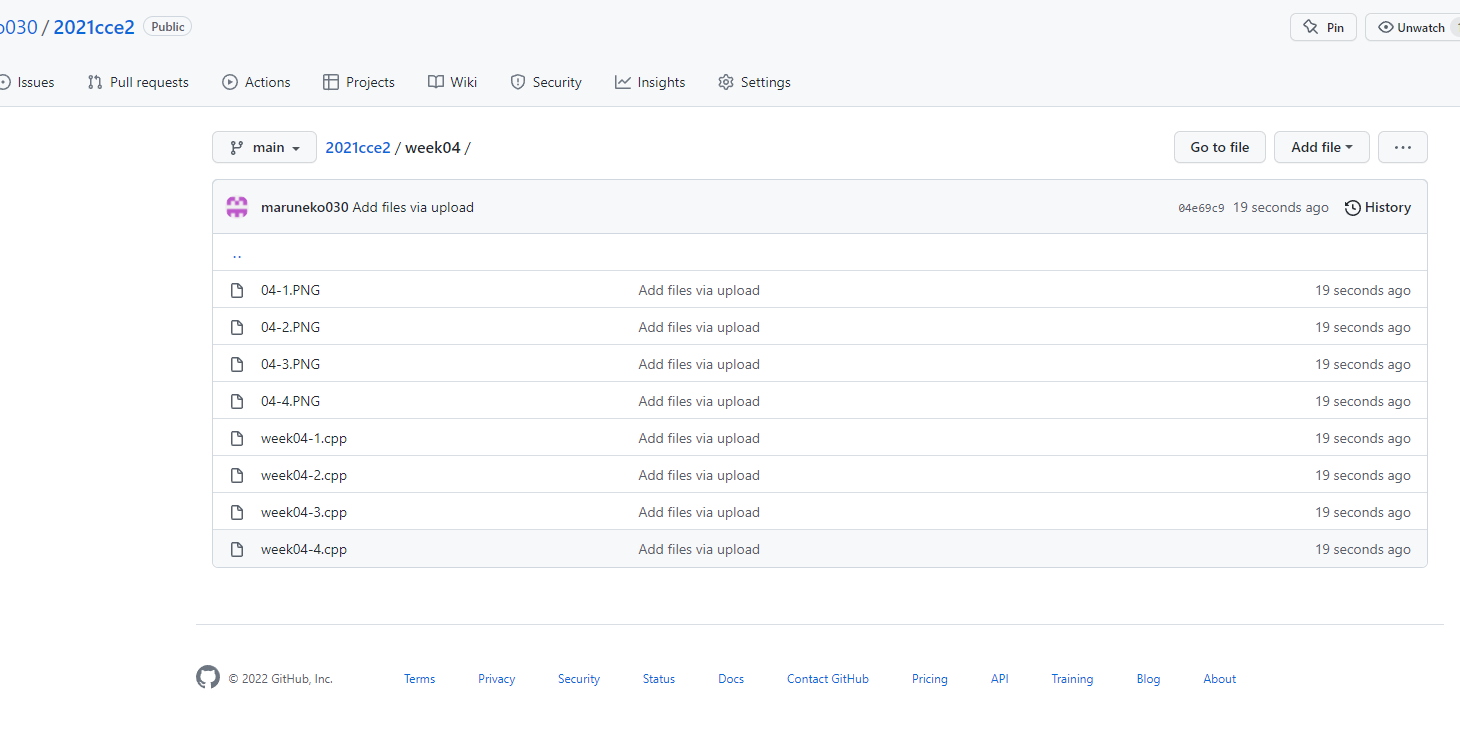 o030 / 2021cce2 Public Pin Unwatch
Issues Pull requests Actions Projects Wiki Security Insights Settings
main 2021cce2 / week04 / Go to file Add file ...
maruneko030 Add files via upload 04e69c9 19 seconds ago History
..
04-1.PNG Add files via upload 19 seconds ago
04-2.PNG Add files via upload 19 seconds ago
04-3.PNG Add files via upload 19 seconds ago
04-4.PNG Add files via upload 19 seconds ago
week04-1.cpp Add files via upload 19 seconds ago
week04-2.cpp Add files via upload 19 seconds ago
week04-3.cpp Add files via upload 19 seconds ago
week04-4.cpp Add files via upload 19 seconds ago
© 2022 GitHub, Inc. Terms Privacy Security Status Docs Contact GitHub Pricing API Training Blog About